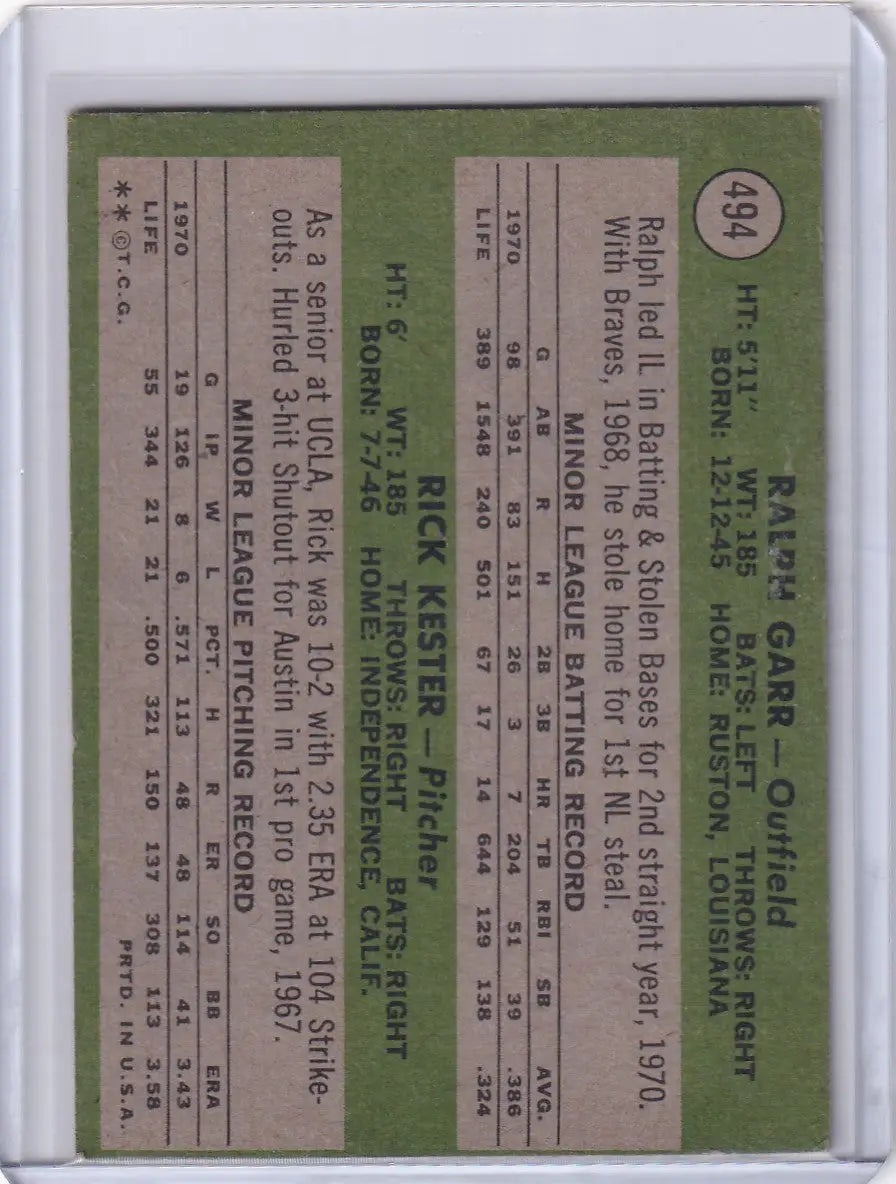 494
RALPH GARR — Outfield
HT: 5'11" WT: 185 BATS: LEFT THROWS: RIGHT
BORN: 12-12-45 HOME: RUSTON, LOUISIANA
Ralph led IL in Batting & Stolen Bases for 2nd straight year, 1970.
With Braves, 1968, he stole home for 1st NL steal.
MINOR LEAGUE BATTING RECORD
G AB R H 2B 3B HR TB RBI SB AVG.
1970 98 391 83 151 26 3 7 204 51 39 .386
LIFE 389 1548 240 501 67 17 14 644 129 138 .324
RICK KESTER — Pitcher
HT: 6' WT: 185 THROWS: RIGHT BATS: RIGHT
BORN: 7-7-46 HOME: INDEPENDENCE, CALIF.
As a senior at UCLA, Rick was 10-2 with 2.35 ERA at 104 Strike-
outs. Hurled 3-hit Shutout for Austin in 1st pro game, 1967.
MINOR LEAGUE PITCHING RECORD
G IP W L PCT. H R ER SO BB ERA
1970 19 126 8 6 .571 113 48 48 114 41 3.43
LIFE 55 344 21 21 .500 321 150 137 308 113 3.58
**©T.C.G. PRTD. IN U.S.A.